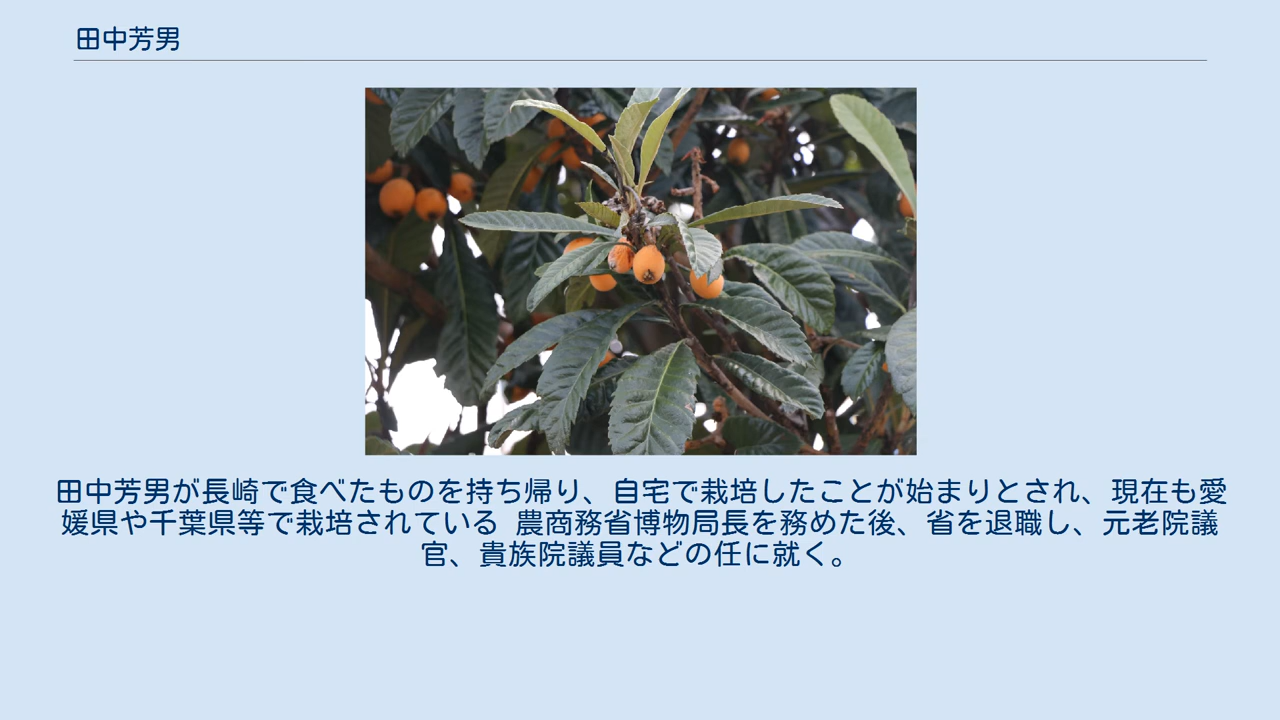 田中芳男
田中芳男が長崎で食べたものを持ち帰り、自宅で栽培したことが始まりとされ、現在も愛
媛県や千葉県等で栽培されている 農商務省博物局長を務めた後、省を退職し、元老院議
官、貴族院議員などの任に就く。